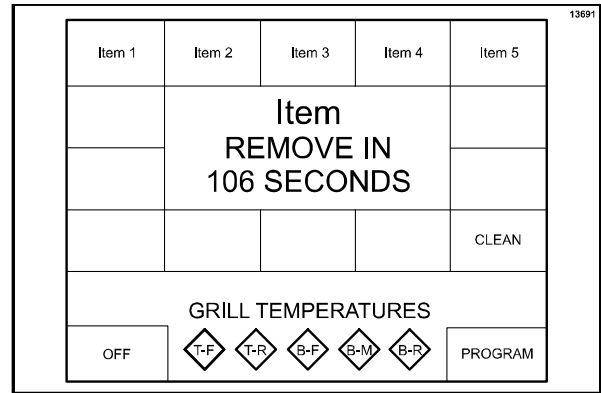 13691
Item 1 Item 2 Item 3 Item 4 Item 5
Item
REMOVE IN
106 SECONDS
CLEAN
GRILL TEMPERATURES
OFF T-F T-R B-F B-M B-R PROGRAM